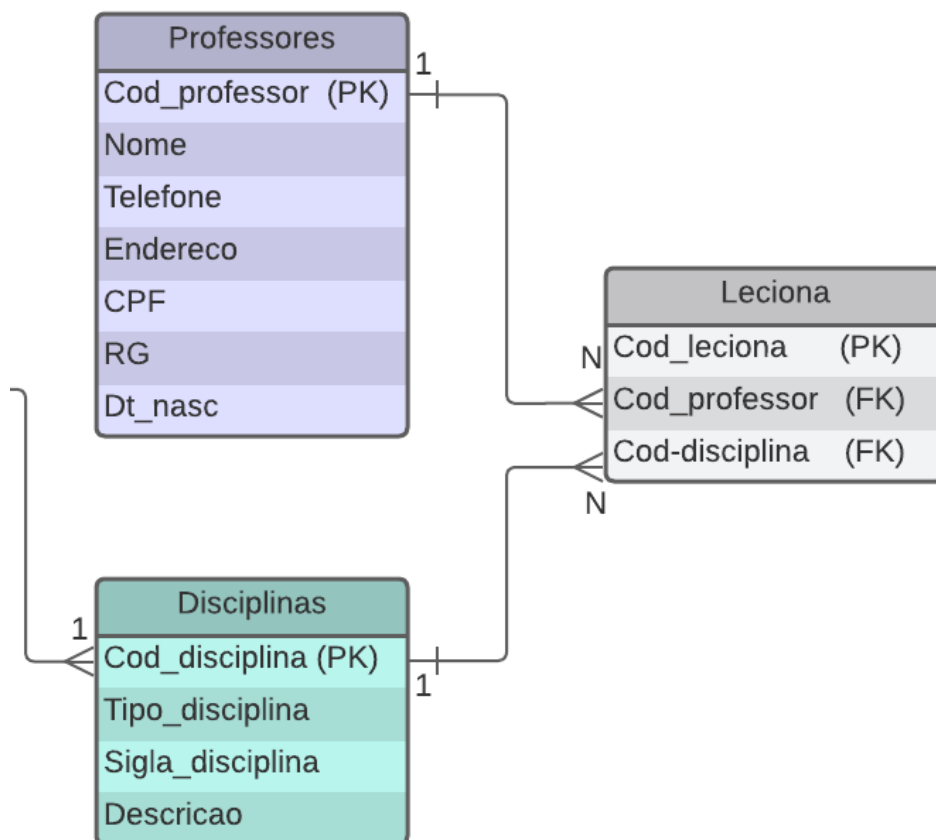 Professores
1
Cod_professor (PK)
Nome
Telefone
Endereco
CPF
RG
Dt_nasc
Leciona
N
Cod_leciona (PK)
Cod_professor (FK)
Cod-disciplina (FK)
N
Disciplinas
1
Cod_disciplina (PK)
1
Tipo_disciplina
Sigla_disciplina
Descricao